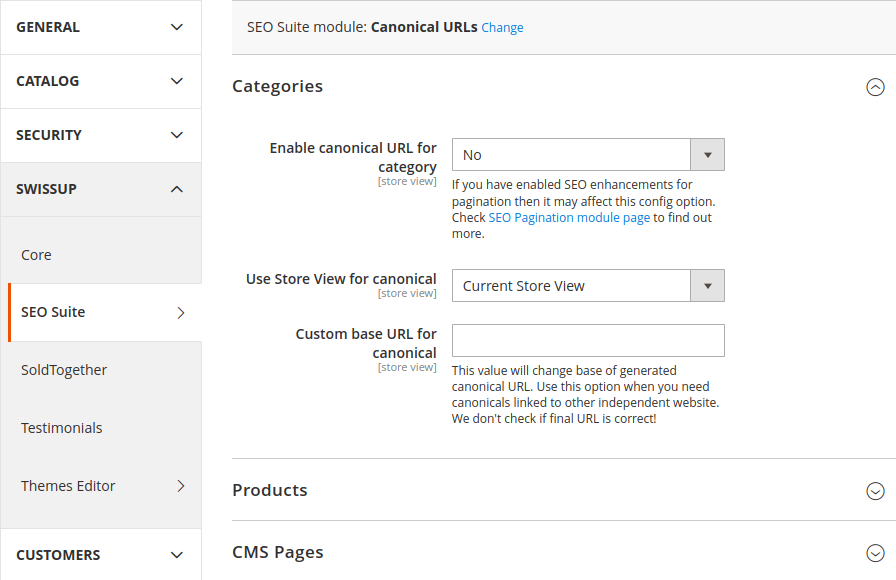 GENERAL
CATALOG
SECURITY
SWISSUP
Core
SEO Suite
SoldTogether
Testimonials
Themes Editor
CUSTOMERS
SEO Suite module: Canonical URLs Change
Categories
Enable canonical URL for
category
[store view]
No
If you have enabled SEO enhancements for
pagination then it may affect this config option.
Check SEO Pagination module page to find out
more.
Use Store View for canonical
[store view]
Current Store View
Custom base URL for
canonical
[store view]
This value will change base of generated
canonical URL. Use this option when you need
canonicals linked to other independent website.
We don't check if final URL is correct!
Products
CMS Pages